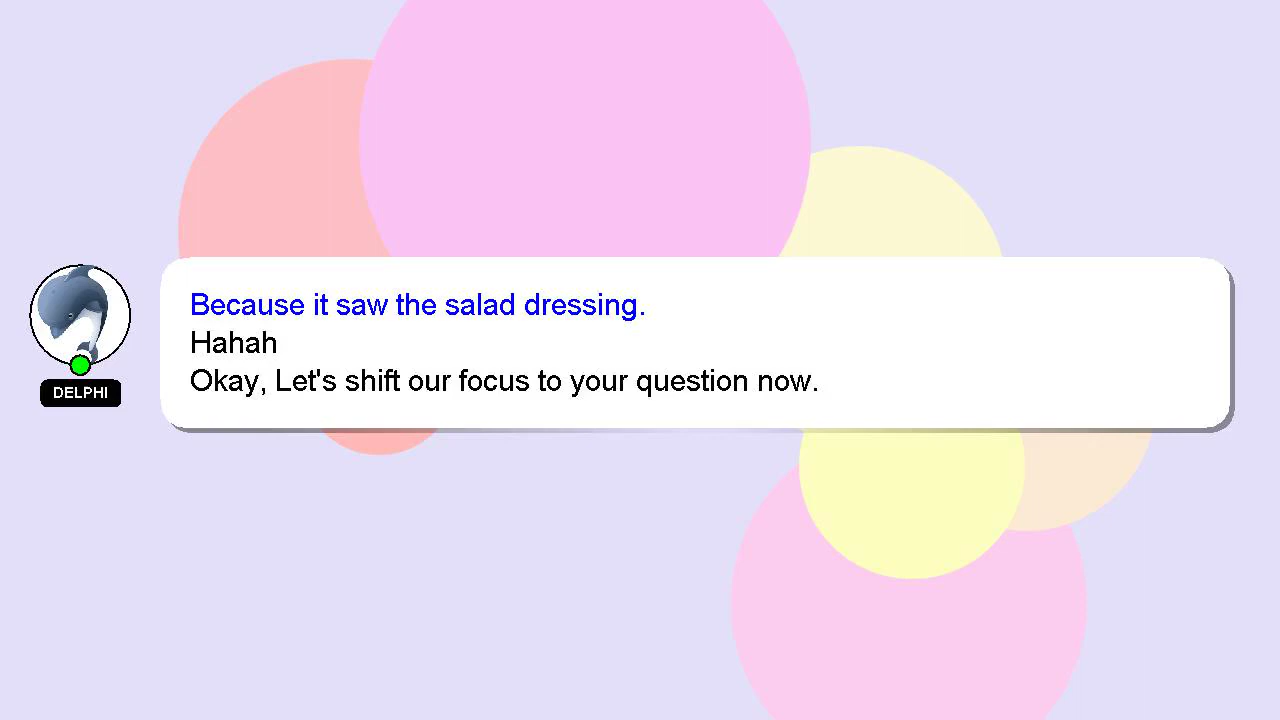 Because it saw the salad dressing.
Hahah
Okay, Let's shift our focus to your question now.
DELPHI